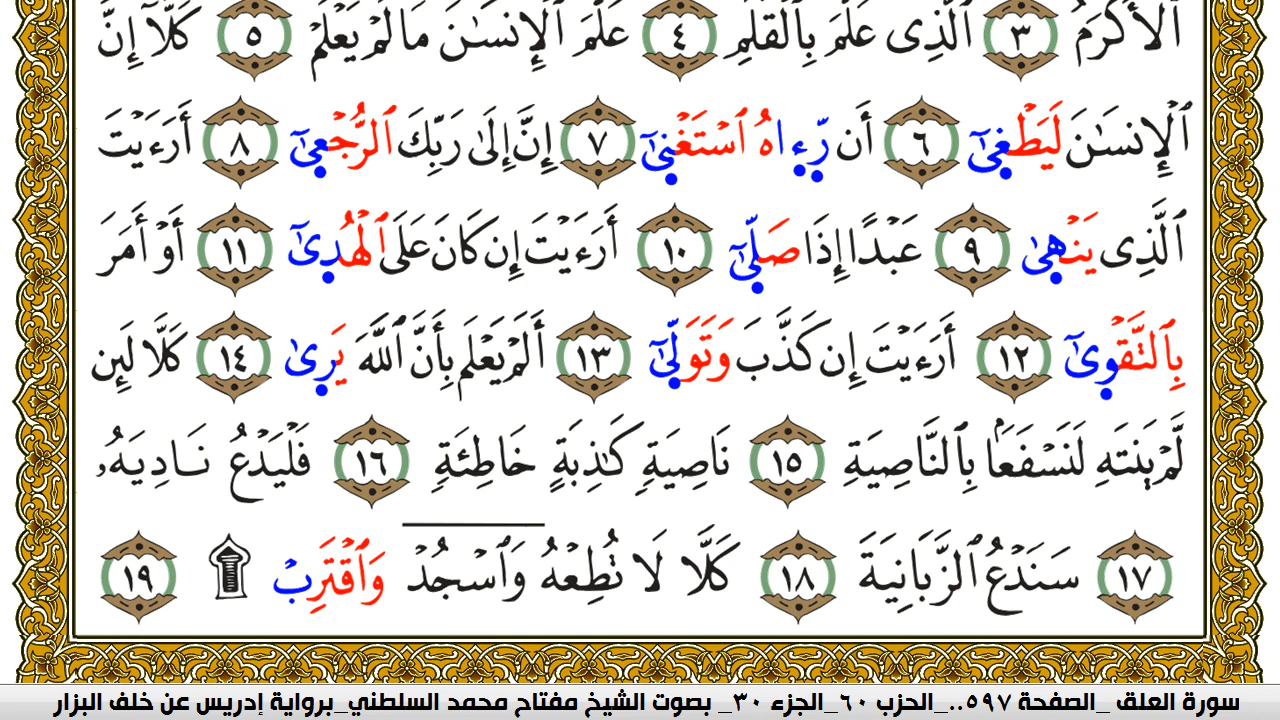 ٱلۡأَكۡرَمُ ٣ ٱلَّذِي عَلَّمَ بِٱلۡقَلَمِ ٤ عَلَّمَ ٱلۡإِنسَٰنَ مَا لَمۡ يَعۡلَمۡ ٥ كَلَّآ إِنَّ
ٱلۡإِنسَٰنَ لَيَطۡغِىٰٓ ٦ أَن رِّءِاهُ ٱسۡتَغۡنِىٰٓ ٧ إِنَّ إِلَىٰ رَبِّكَ ٱلرُّجۡعِىٰٓ ٨ أَرَءَيۡتَ
ٱلَّذِي يَنۡهِىٰ ٩ عَبۡدًا إِذَا صَلِّىٰٓ ١٠ أَرَءَيۡتَ إِن كَانَ عَلَى ٱلۡهُدِىٰٓ ١١ أَوۡ أَمَرَ
بِٱلتَّقۡوِىٰٓ ١٢ أَرَءَيۡتَ إِن كَذَّبَ وَتَوَلِّىٰٓ ١٣ أَلَمۡ يَعۡلَم بِأَنَّ ٱللَّهَ يَرِىٰ ١٤ كَلَّا لَئِن
لَّمۡ يَنتَهِ لَنَسۡفَعَۢا بِٱلنَّاصِيَةِ ١٥ نَاصِيَةٖ كَٰذِبَةٍ خَاطِئَةٖ ١٦ فَلۡيَدۡعُ نَادِيَهُۥ
١٧ سَنَدۡعُ ٱلزَّبَانِيَةَ ١٨ كَلَّا لَا تُطِعۡهُ وَٱسۡجُدۡۤ وَٱقۡتَرِب۩ ١٩
سورة العلق _الصفحة ٥٩٧.._الحزب ٦٠_الجزء ٣٠_ بصوت الشيخ مفتاح محمد السلطني_برواية إدريس عن خلف البزار